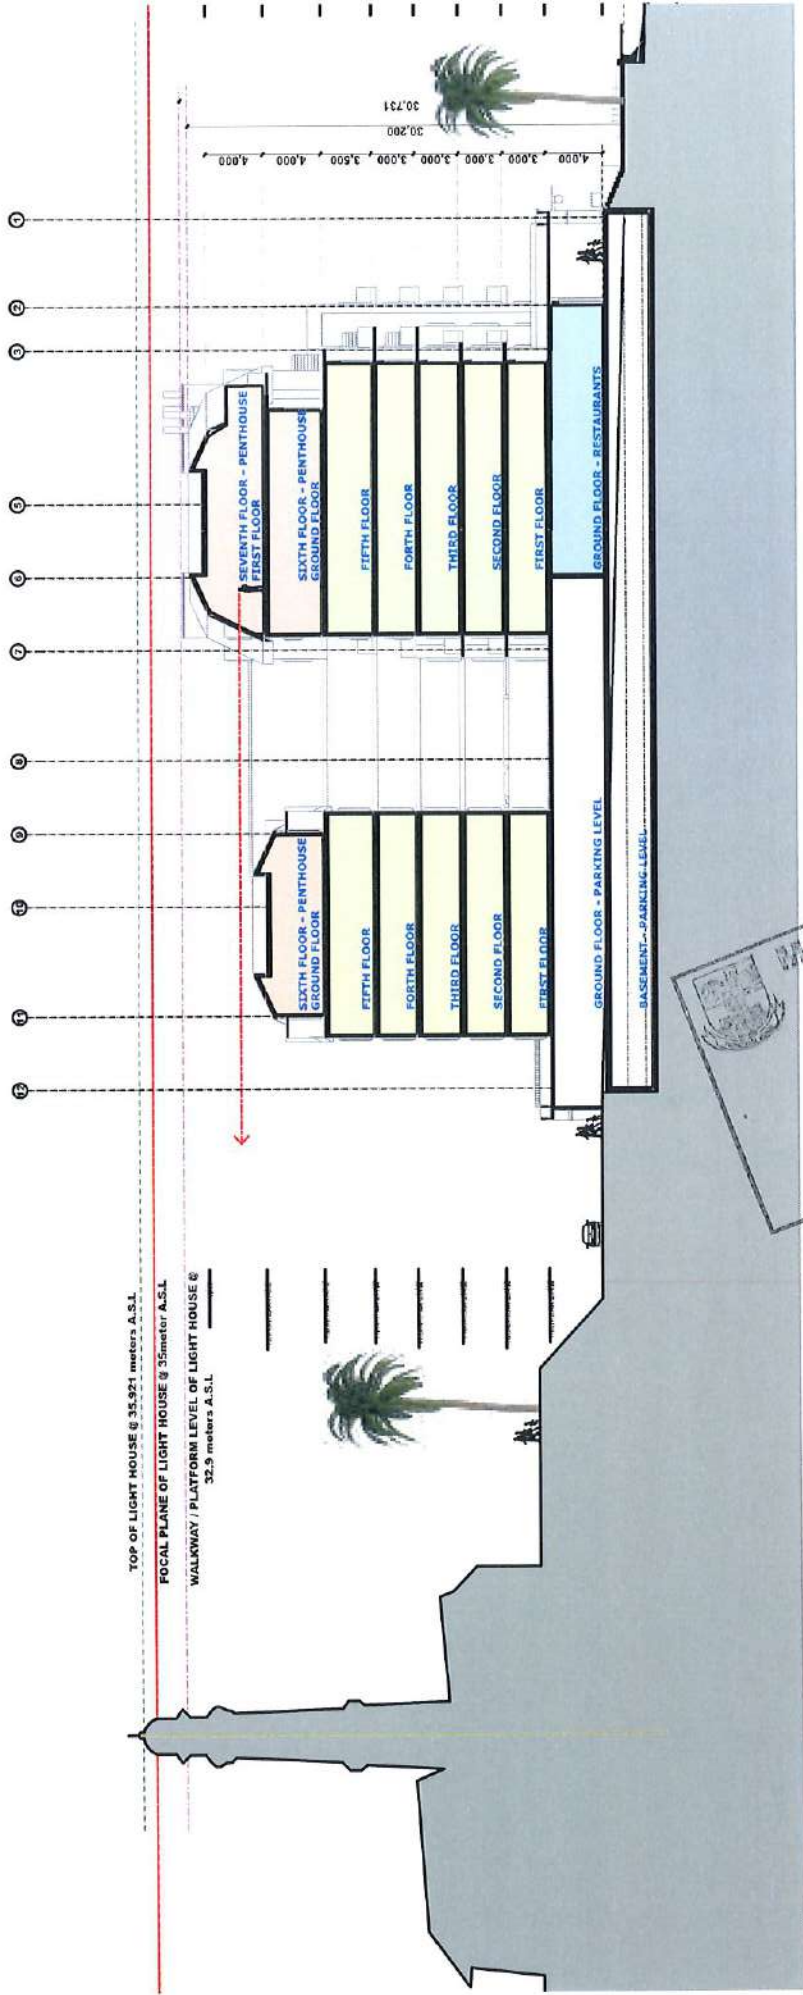 TOP OF LIGHT HOUSE @ 35.921 meters A.S.L
FOCAL PLANE OF LIGHT HOUSE @ 35meter A.S.L
WALKWAY / PLATFORM LEVEL OF LIGHT HOUSE @
32.9 meters A.S.L
12
11
10
9
8
7
6
5
3
2
1
SIXTH FLOOR - PENTHOUSE
GROUND FLOOR
FIFTH FLOOR
FORTH FLOOR
THIRD FLOOR
SECOND FLOOR
FIRST FLOOR
GROUND FLOOR - PARKING LEVEL
BASEMENT - PARKING LEVEL
SEVENTH FLOOR - PENTHOUSE
FIRST FLOOR
SIXTH FLOOR - PENTHOUSE
GROUND FLOOR
FIFTH FLOOR
FORTH FLOOR
THIRD FLOOR
SECOND FLOOR
FIRST FLOOR
GROUND FLOOR - RESTAURANTS
4,000
4,000
3,500
3,000
3,000
3,000
3,000
4,000
30,200
30,731